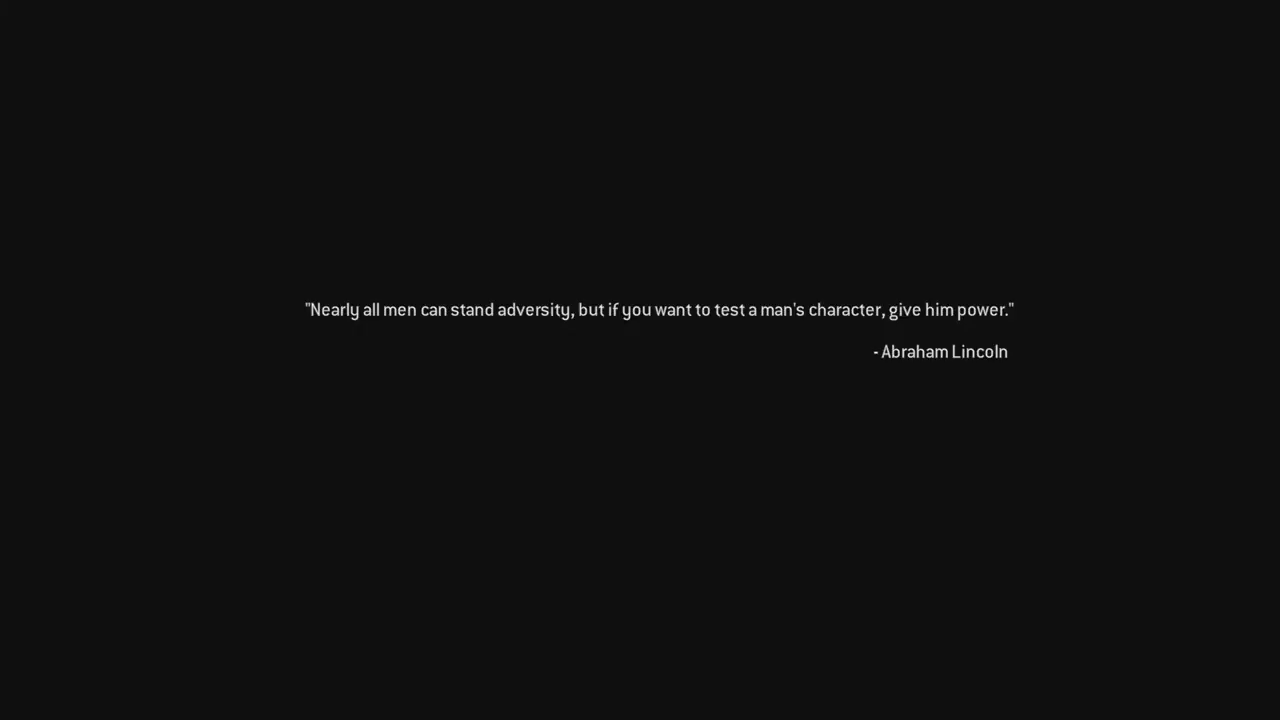 "Nearly all men can stand adversity, but if you want to test a man's character, give him power."
- Abraham Lincoln